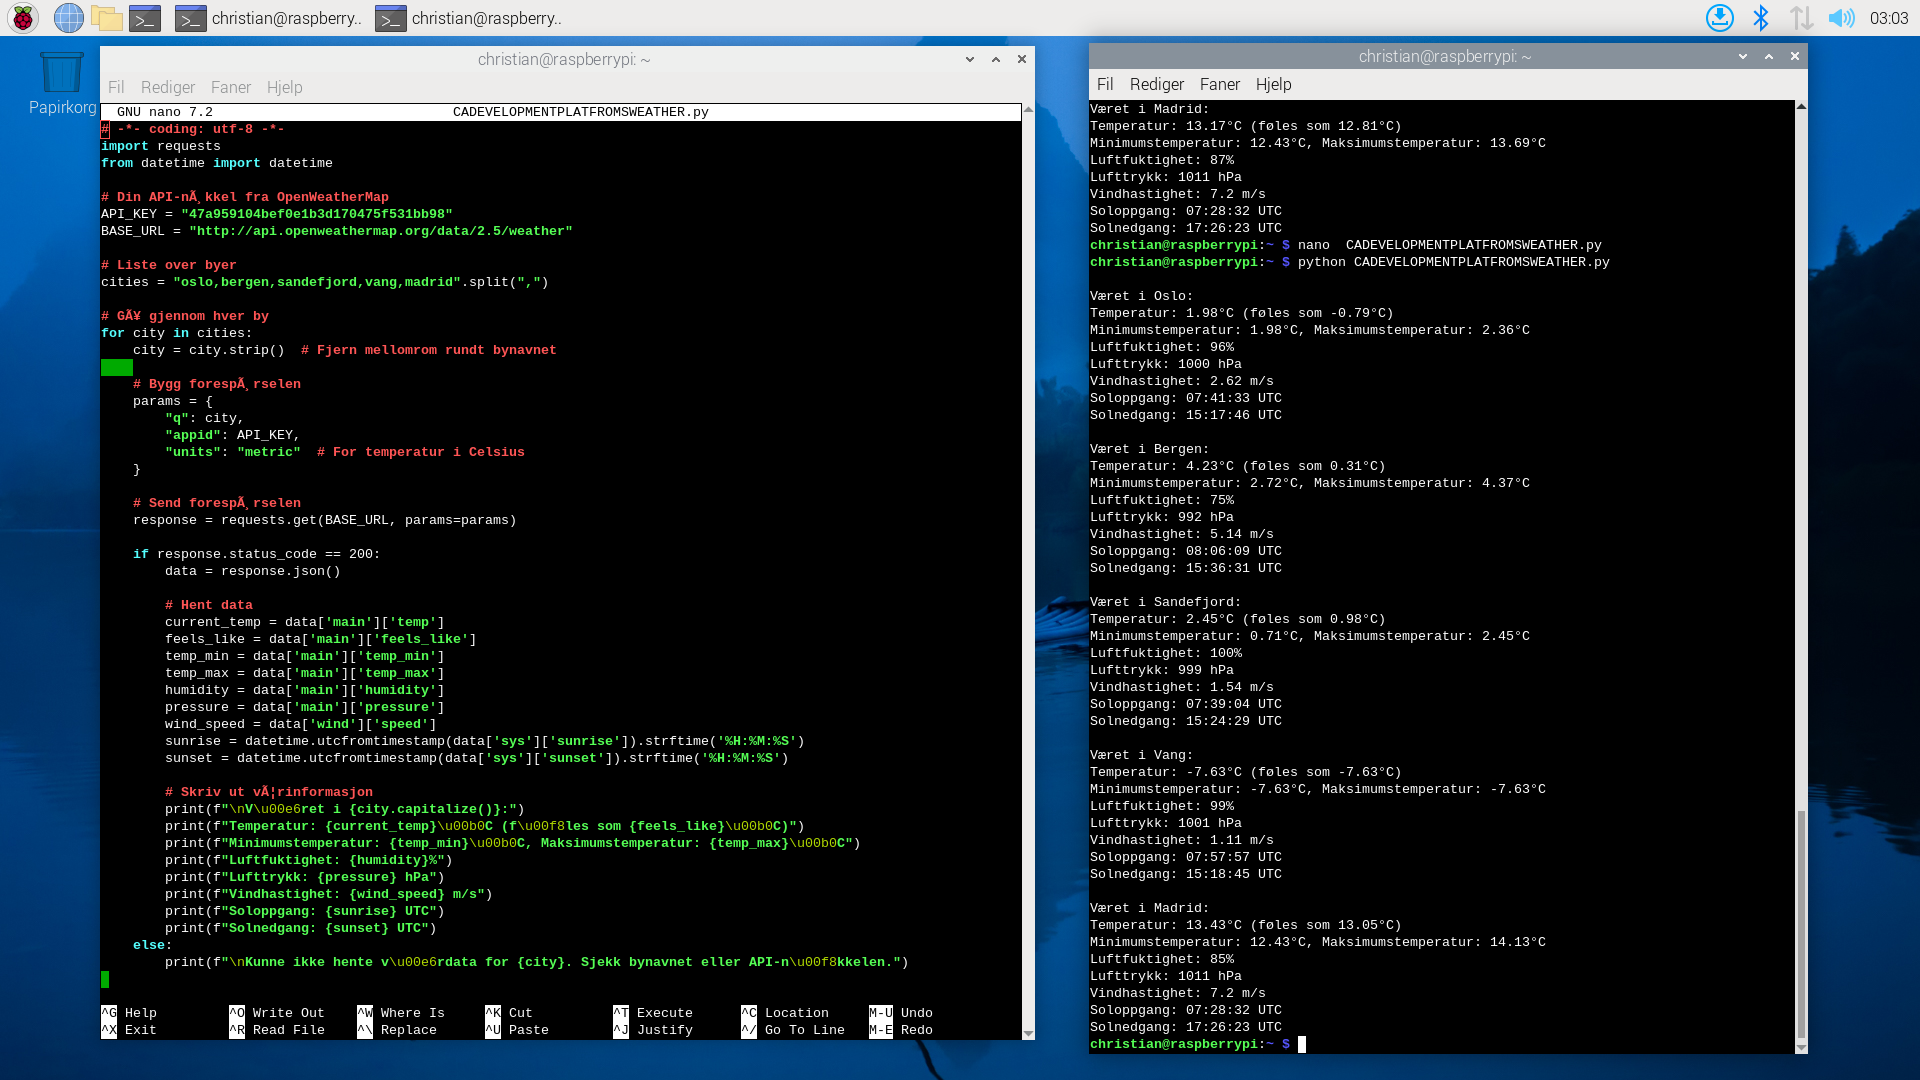 christian@raspberry..
christian@raspberry..
03:03
Papirkorg
christian@raspberrypi: ~
Fil Rediger Faner Hjelp
GNU nano 7.2 CADEVELOPMENTPLATFROMSWEATHER.py
# -*- coding: utf-8 -*-
import requests
from datetime import datetime
# Din API-nÃ¸kkel fra OpenWeatherMap
API_KEY = "47a959104bef0e1b3d170475f531bb98"
BASE_URL = "http://api.openweathermap.org/data/2.5/weather"
# Liste over byer
cities = "oslo,bergen,sandefjord,vang,madrid".split(",")
# GÃ¥ gjennom hver by
for city in cities:
    city = city.strip()  # Fjern mellomrom rundt bynavnet
    # Bygg forespÃ¸rselen
    params = {
        "q": city,
        "appid": API_KEY,
        "units": "metric"  # For temperatur i Celsius
    }
    # Send forespÃ¸rselen
    response = requests.get(BASE_URL, params=params)
    if response.status_code == 200:
        data = response.json()
        # Hent data
        current_temp = data['main']['temp']
        feels_like = data['main']['feels_like']
        temp_min = data['main']['temp_min']
        temp_max = data['main']['temp_max']
        humidity = data['main']['humidity']
        pressure = data['main']['pressure']
        wind_speed = data['wind']['speed']
        sunrise = datetime.utcfromtimestamp(data['sys']['sunrise']).strftime('%H:%M:%S')
        sunset = datetime.utcfromtimestamp(data['sys']['sunset']).strftime('%H:%M:%S')
        # Skriv ut vÃ¦rinformasjon
        print(f"\nV\u00e6ret i {city.capitalize()}:")
        print(f"Temperatur: {current_temp}\u00b0C (f\u00f8les som {feels_like}\u00b0C)")
        print(f"Minimumstemperatur: {temp_min}\u00b0C, Maksimumstemperatur: {temp_max}\u00b0C")
        print(f"Luftfuktighet: {humidity}%")
        print(f"Lufttrykk: {pressure} hPa")
        print(f"Vindhastighet: {wind_speed} m/s")
        print(f"Soloppgang: {sunrise} UTC")
        print(f"Solnedgang: {sunset} UTC")
    else:
        print(f"\nKunne ikke hente v\u00e6rdata for {city}. Sjekk bynavnet eller API-n\u00f8kkelen.")
^G Help ^O Write Out ^W Where Is ^K Cut ^T Execute ^C Location M-U Undo
^X Exit ^R Read File ^\ Replace ^U Paste ^J Justify ^/ Go To Line M-E Redo
christian@raspberrypi: ~
Fil Rediger Faner Hjelp
Været i Madrid:
Temperatur: 13.17°C (føles som 12.81°C)
Minimumstemperatur: 12.43°C, Maksimumstemperatur: 13.69°C
Luftfuktighet: 87%
Lufttrykk: 1011 hPa
Vindhastighet: 7.2 m/s
Soloppgang: 07:28:32 UTC
Solnedgang: 17:26:23 UTC
christian@raspberrypi:~ $ nano  CADEVELOPMENTPLATFROMSWEATHER.py
christian@raspberrypi:~ $ python CADEVELOPMENTPLATFROMSWEATHER.py
Været i Oslo:
Temperatur: 1.98°C (føles som -0.79°C)
Minimumstemperatur: 1.98°C, Maksimumstemperatur: 2.36°C
Luftfuktighet: 96%
Lufttrykk: 1000 hPa
Vindhastighet: 2.62 m/s
Soloppgang: 07:41:33 UTC
Solnedgang: 15:17:46 UTC
Været i Bergen:
Temperatur: 4.23°C (føles som 0.31°C)
Minimumstemperatur: 2.72°C, Maksimumstemperatur: 4.37°C
Luftfuktighet: 75%
Lufttrykk: 992 hPa
Vindhastighet: 5.14 m/s
Soloppgang: 08:06:09 UTC
Solnedgang: 15:36:31 UTC
Været i Sandefjord:
Temperatur: 2.45°C (føles som 0.98°C)
Minimumstemperatur: 0.71°C, Maksimumstemperatur: 2.45°C
Luftfuktighet: 100%
Lufttrykk: 999 hPa
Vindhastighet: 1.54 m/s
Soloppgang: 07:39:04 UTC
Solnedgang: 15:24:29 UTC
Været i Vang:
Temperatur: -7.63°C (føles som -7.63°C)
Minimumstemperatur: -7.63°C, Maksimumstemperatur: -7.63°C
Luftfuktighet: 99%
Lufttrykk: 1001 hPa
Vindhastighet: 1.11 m/s
Soloppgang: 07:57:57 UTC
Solnedgang: 15:18:45 UTC
Været i Madrid:
Temperatur: 13.43°C (føles som 13.05°C)
Minimumstemperatur: 12.43°C, Maksimumstemperatur: 14.13°C
Luftfuktighet: 85%
Lufttrykk: 1011 hPa
Vindhastighet: 7.2 m/s
Soloppgang: 07:28:32 UTC
Solnedgang: 17:26:23 UTC
christian@raspberrypi:~ $